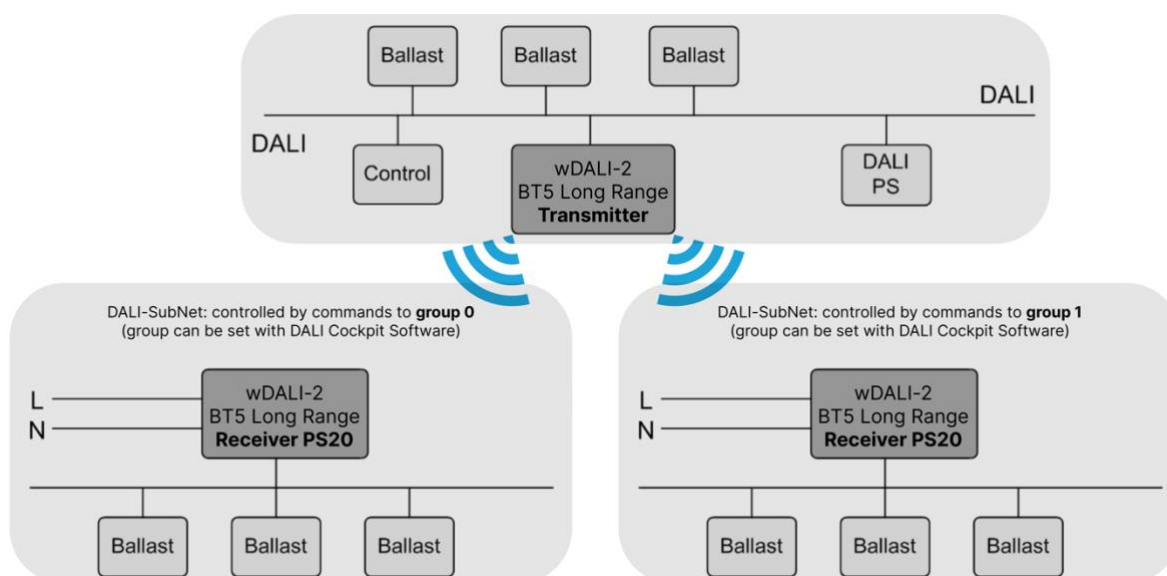 Ballast
Ballast
Ballast
DALI
DALI
Control
wDALI-2
BT5 Long Range
Transmitter
DALI
PS
DALI-SubNet: controlled by commands to group 0
(group can be set with DALI Cockpit Software)
L
N
wDALI-2
BT5 Long Range
Receiver PS20
Ballast
Ballast
Ballast
DALI-SubNet: controlled by commands to group 1
(group can be set with DALI Cockpit Software)
L
N
wDALI-2
BT5 Long Range
Receiver PS20
Ballast
Ballast
Ballast